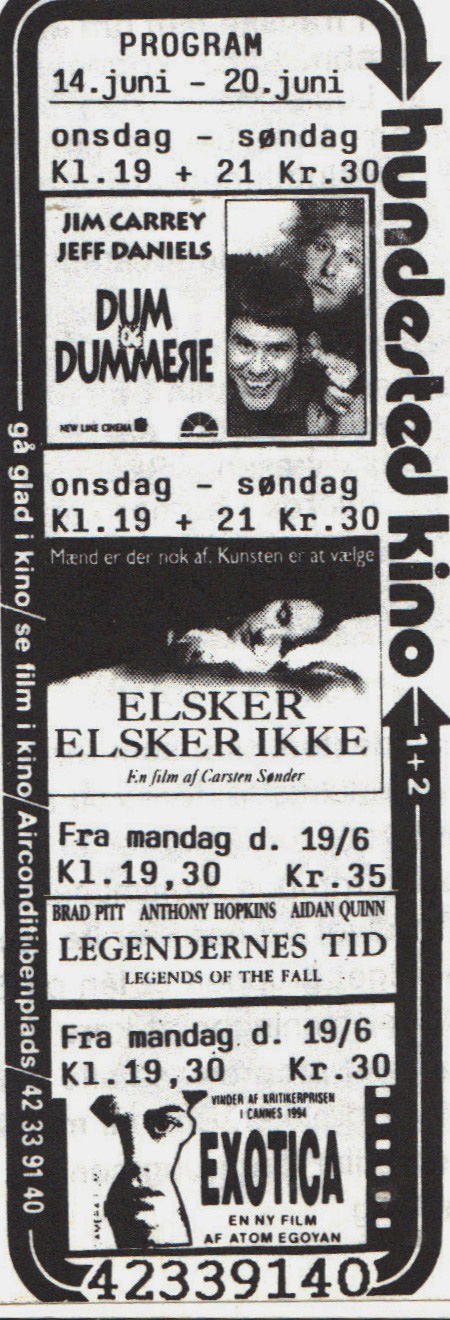 PROGRAM
14.juni - 20.juni
onsdag - søndag
Kl.19 + 21 Kr.30
JIM CARREY
JEFF DANIELS
DUM
OG
DUMMERE
NEW LINE CINEMA
onsdag - søndag
Kl.19 + 21 Kr.30
Mænd er der nok af. Kunsten er at vælge
ELSKER
ELSKER IKKE
En film af Carsten Sønder
Fra mandag d. 19/6
Kl.19,30 Kr.35
BRAD PITT ANTHONY HOPKINS AIDAN QUINN
LEGENDERNES TID
LEGENDS OF THE FALL
Fra mandag d. 19/6
Kl.19,30 Kr.30
VINDER AF KRITIKERPRISEN
I CANNES 1994
EXOTICA
EN NY FILM
AF ATOM EGOYAN
42339140
hundested kino
1+2
gå glad i kino/se film i kino/Airconditi/benplads/42 33 91 40